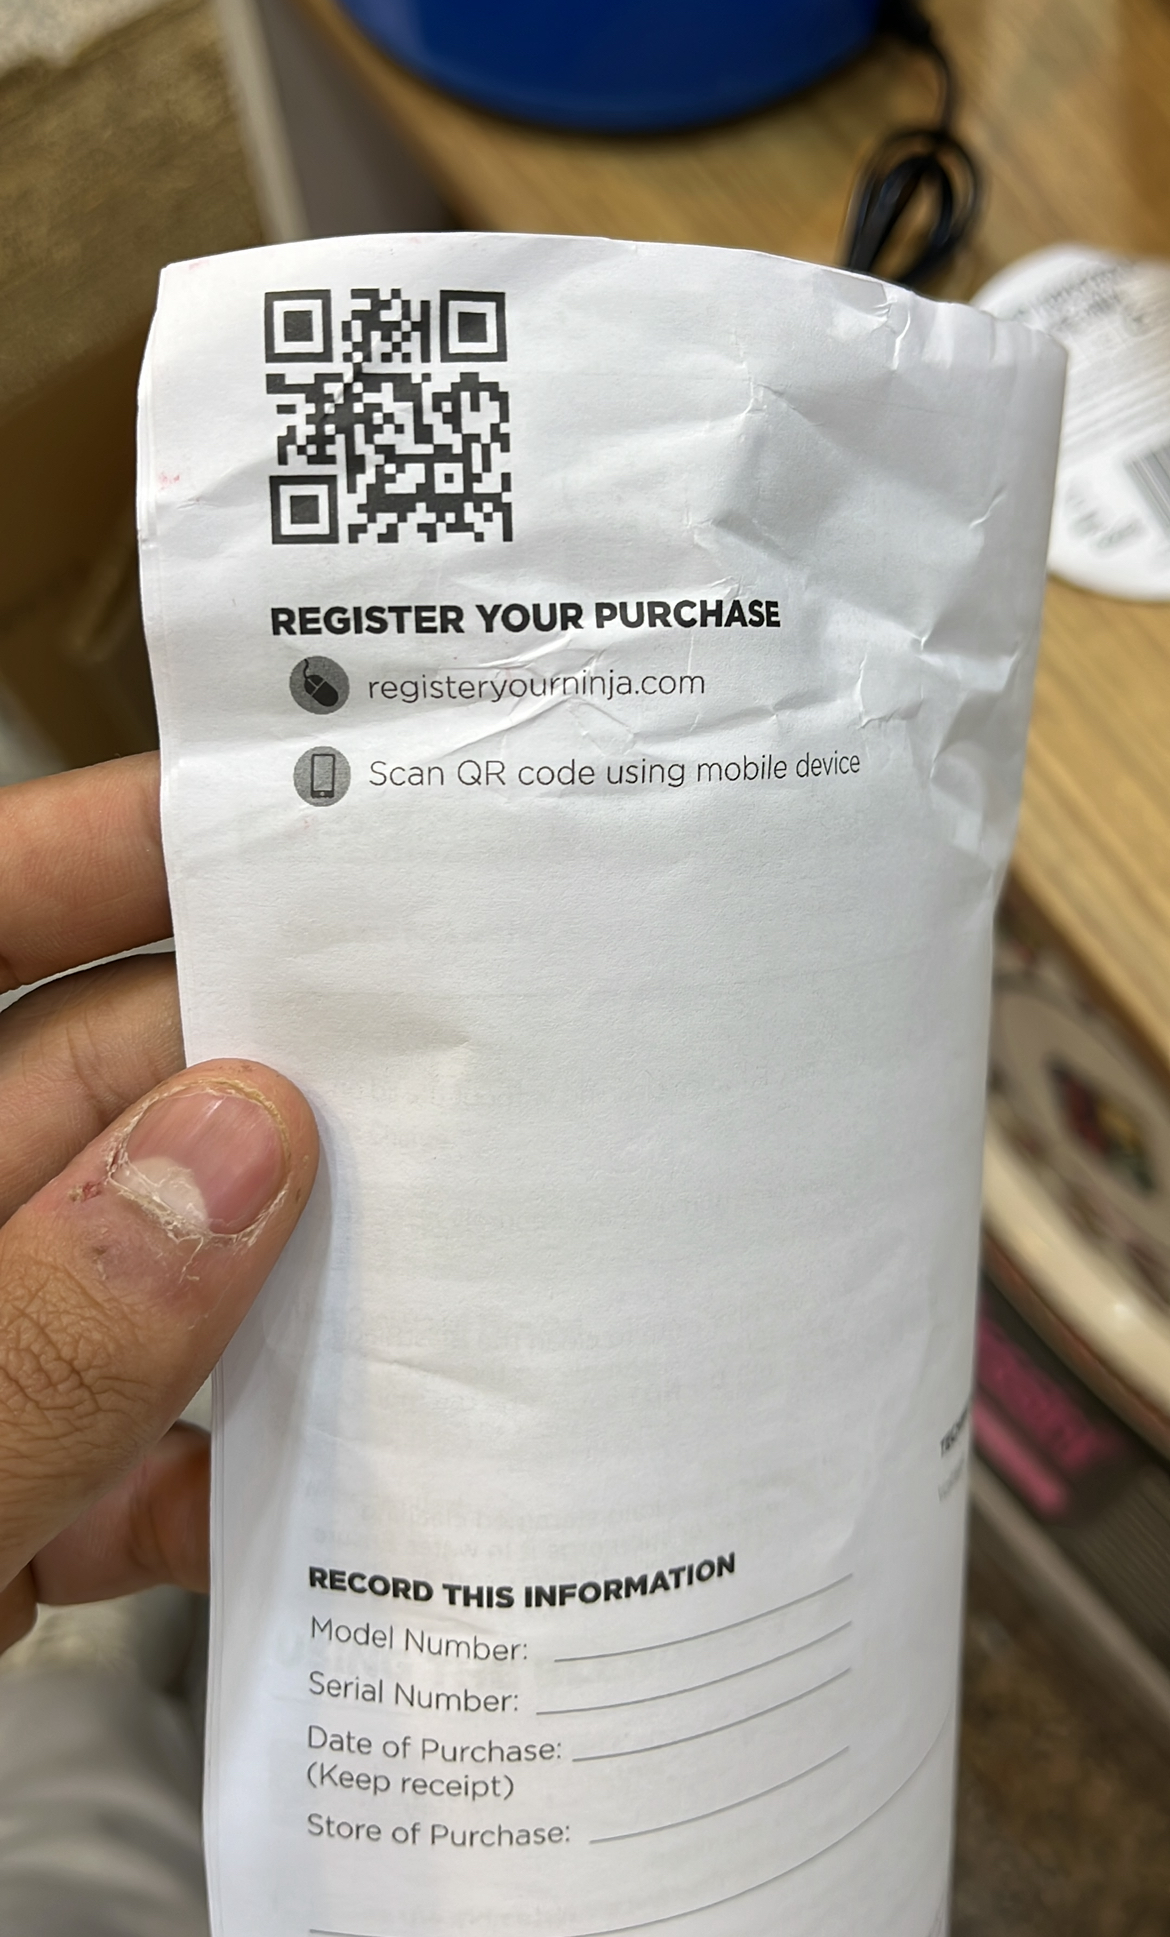 REGISTER YOUR PURCHASE
registeryourninja.com
Scan QR code using mobile device
RECORD THIS INFORMATION
Model Number:
Serial Number:
Date of Purchase:
(Keep receipt)
Store of Purchase: